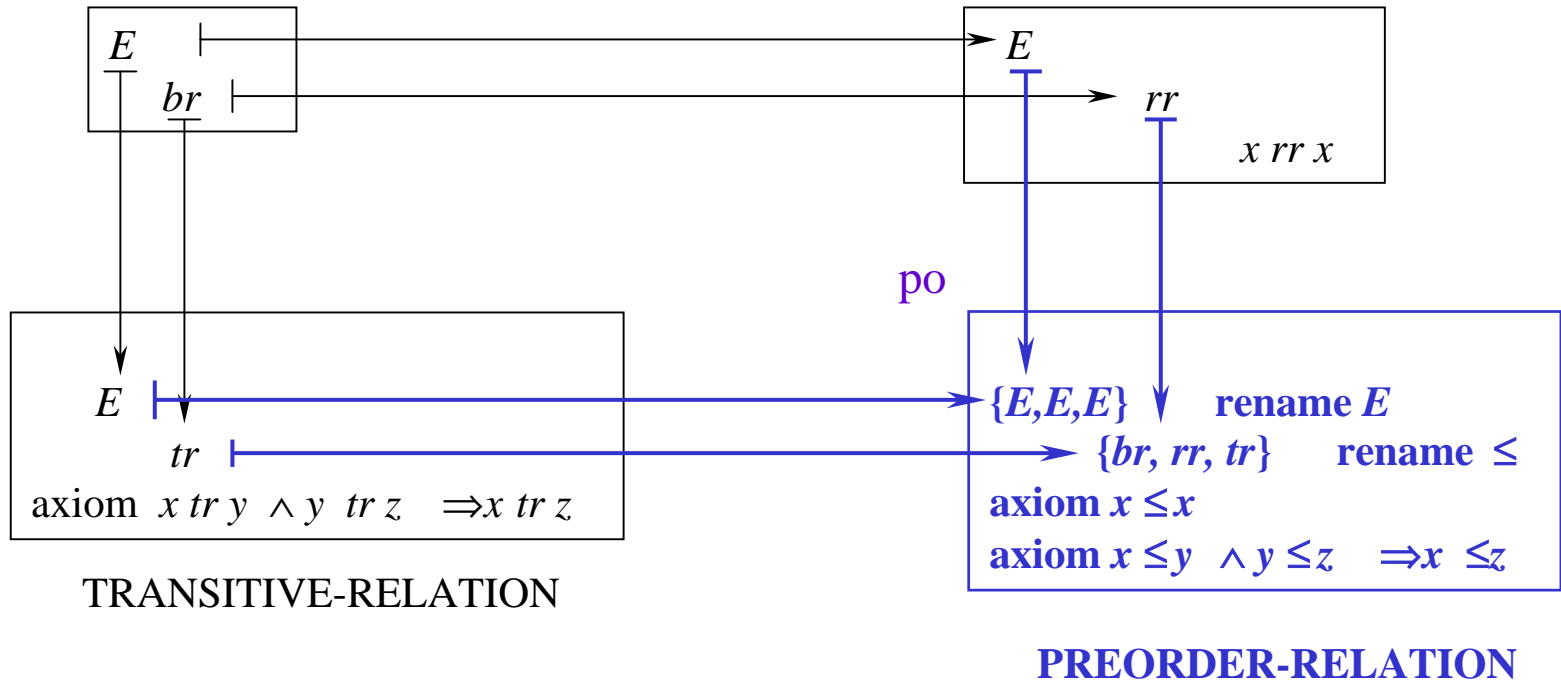 E E
br rr
x rr x
po
E {E,E,E} rename E
tr {br, rr, tr} rename ≤
axiom x tr y ∧ y tr z ⇒x tr z
axiom x ≤ x
axiom x ≤ y ∧ y ≤ z ⇒x ≤z
TRANSITIVE-RELATION
PREORDER-RELATION